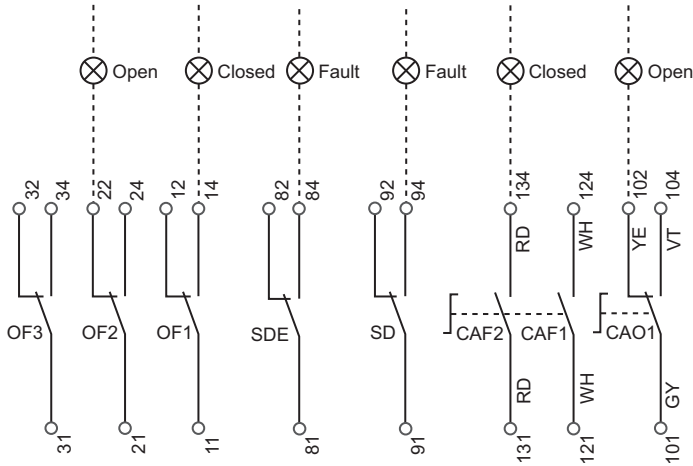 Open
Closed
Fault
Fault
Closed
Open
32
34
22
24
12
14
82
84
92
94
134
124
102
104
RD
WH
YE
VT
OF3
OF2
OF1
SDE
SD
CAF2
CAF1
CAO1
RD
WH
GY
31
21
11
81
91
131
121
101